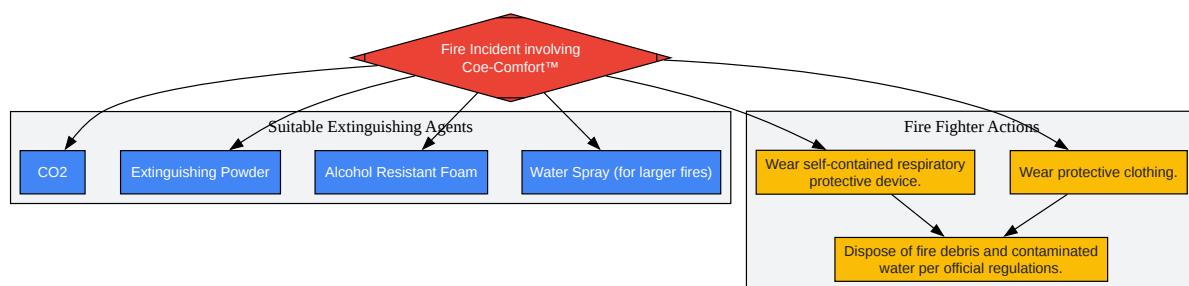 Fire Incident involving
Coe-Comfort™
Suitable Extinguishing Agents
CO2
Extinguishing Powder
Alcohol Resistant Foam
Water Spray (for larger fires)
Fire Fighter Actions
Wear self-contained respiratory
protective device.
Wear protective clothing.
Dispose of fire debris and contaminated
water per official regulations.